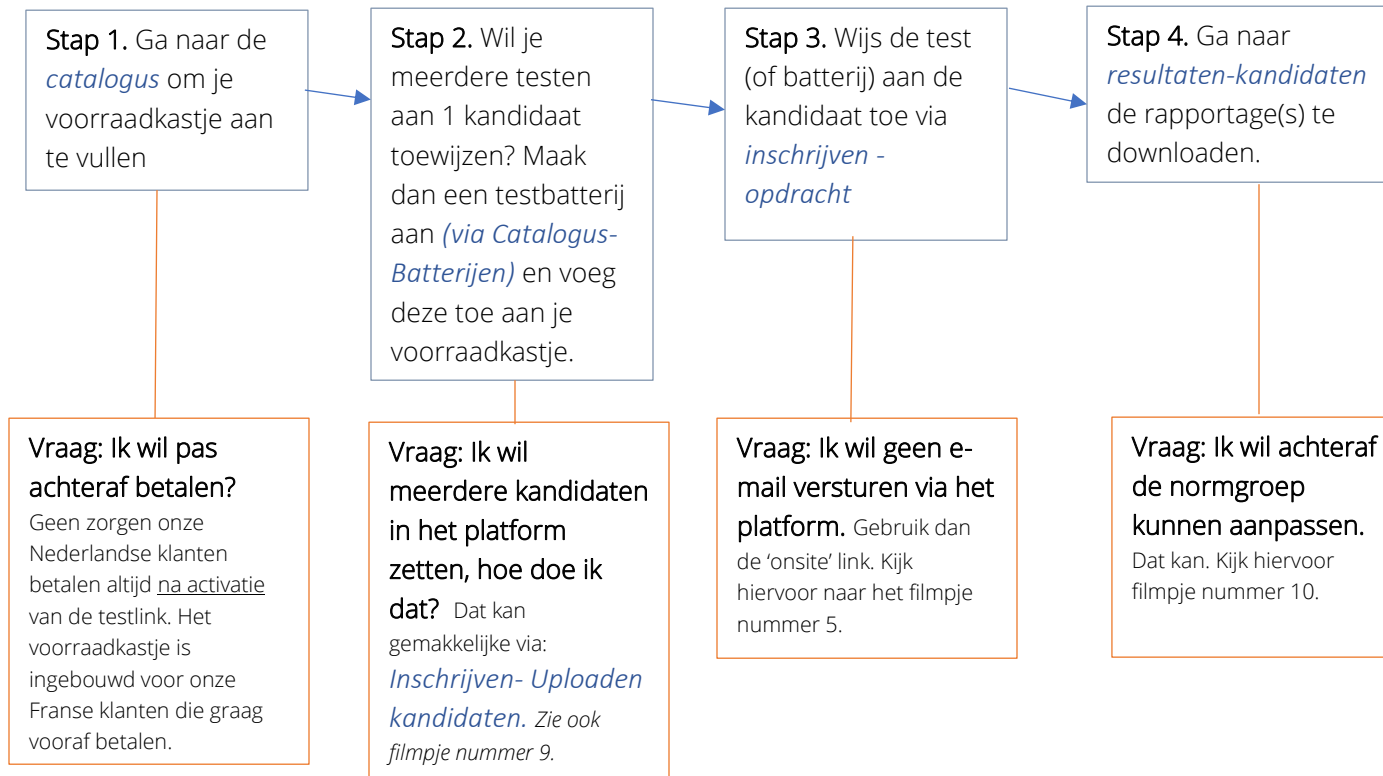 Stap 1. Ga naar de
catalogus om je
voorraadkastje aan
te vullen
Stap 2. Wil je
meerdere testen
aan 1 kandidaat
toewijzen? Maak
dan een testbatterij
aan (via Catalogus-
Batterijen) en voeg
deze toe aan je
voorraadkastje.
Stap 3. Wijs de test
(of batterij) aan de
kandidaat toe via
inschrijven -
opdracht
Stap 4. Ga naar
resultaten-kandidaten
de rapportage(s) te
downloaden.
Vraag: Ik wil pas
achteraf betalen?
Geen zorgen onze
Nederlandse klanten
betalen altijd na activatie
van de testlink. Het
voorraadkastje is
ingebouwd voor onze
Franse klanten die graag
vooraf betalen.
Vraag: Ik wil
meerdere kandidaten
in het platform
zetten, hoe doe ik
dat? Dat kan
gemakkelijke via:
Inschrijven- Uploaden
kandidaten. Zie ook
filmpje nummer 9.
Vraag: Ik wil geen e-
mail versturen via het
platform. Gebruik dan
de ‘onsite’ link. Kijk
hiervoor naar het filmpje
nummer 5.
Vraag: Ik wil achteraf
de normgroep
kunnen aanpassen.
Dat kan. Kijk hiervoor
filmpje nummer 10.